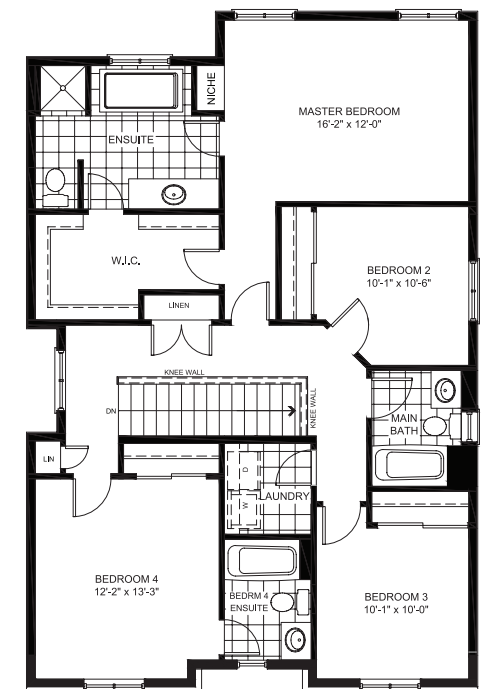 NICHE
MASTER BEDROOM
16'-2" x 12'-0"
ENSUITE
W.I.C.
BEDROOM 2
10'-1" x 10'-6"
LINEN
KNEE WALL
KNEE WALL
DN
MAIN
BATH
LIN
D
LAUNDRY
W
BEDROOM 4
12'-2" x 13'-3"
BEDRM 4
ENSUITE
BEDROOM 3
10'-1" x 10'-0"